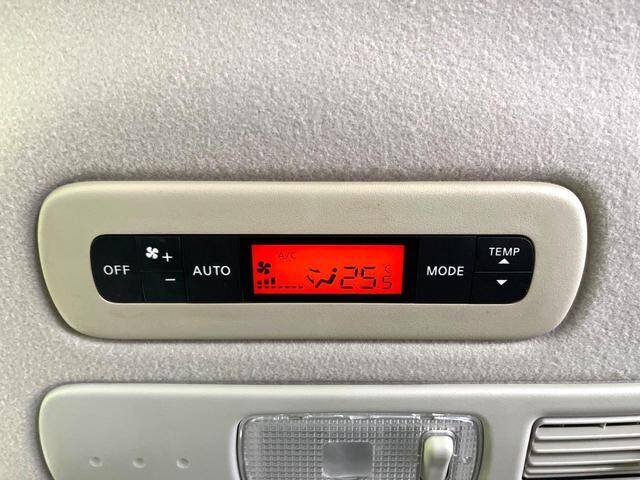 OFF
+
−
AUTO
A/C
25.5 °C
MODE
TEMP